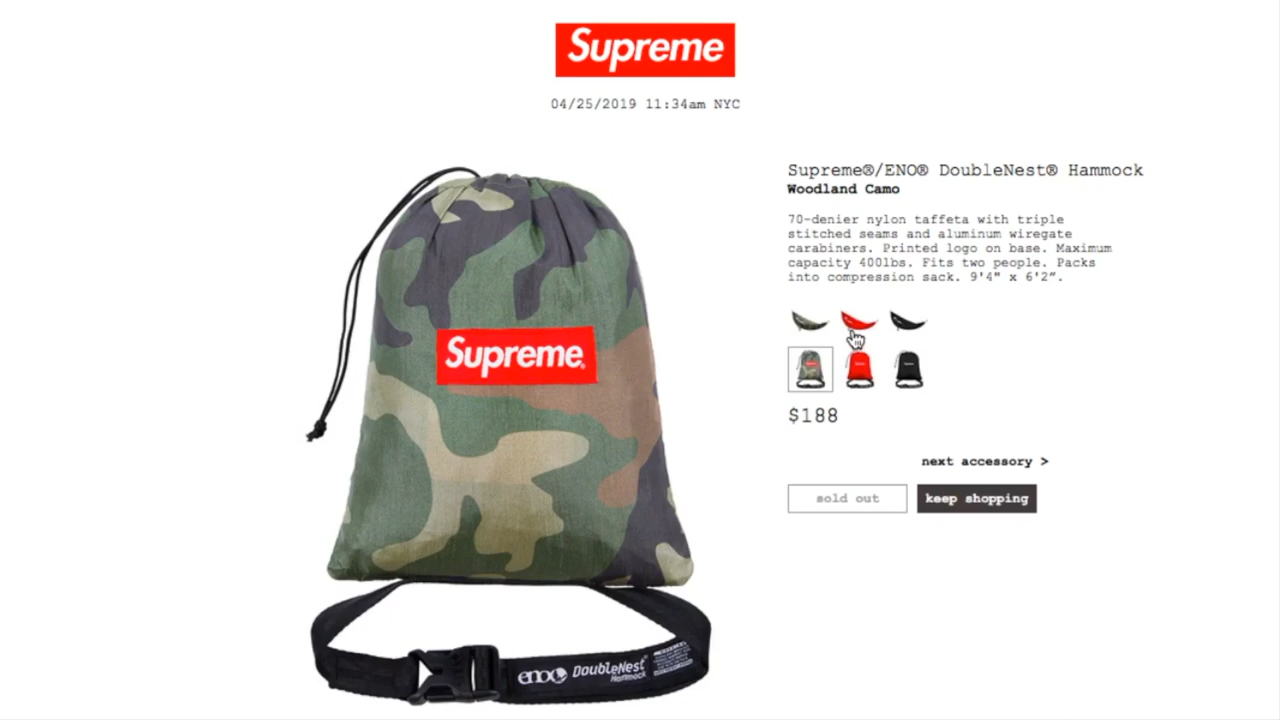 Supreme
04/25/2019 11:34am NYC
Supreme®/ENO® DoubleNest® Hammock
Woodland Camo
70-denier nylon taffeta with triple
stitched seams and aluminum wiregate
carabiners. Printed logo on base. Maximum
capacity 400lbs. Fits two people. Packs
into compression sack. 9'4" x 6'2”.
Supreme®
$188
next accessory >
sold out
keep shopping
eno DoubleNest®
Hammock